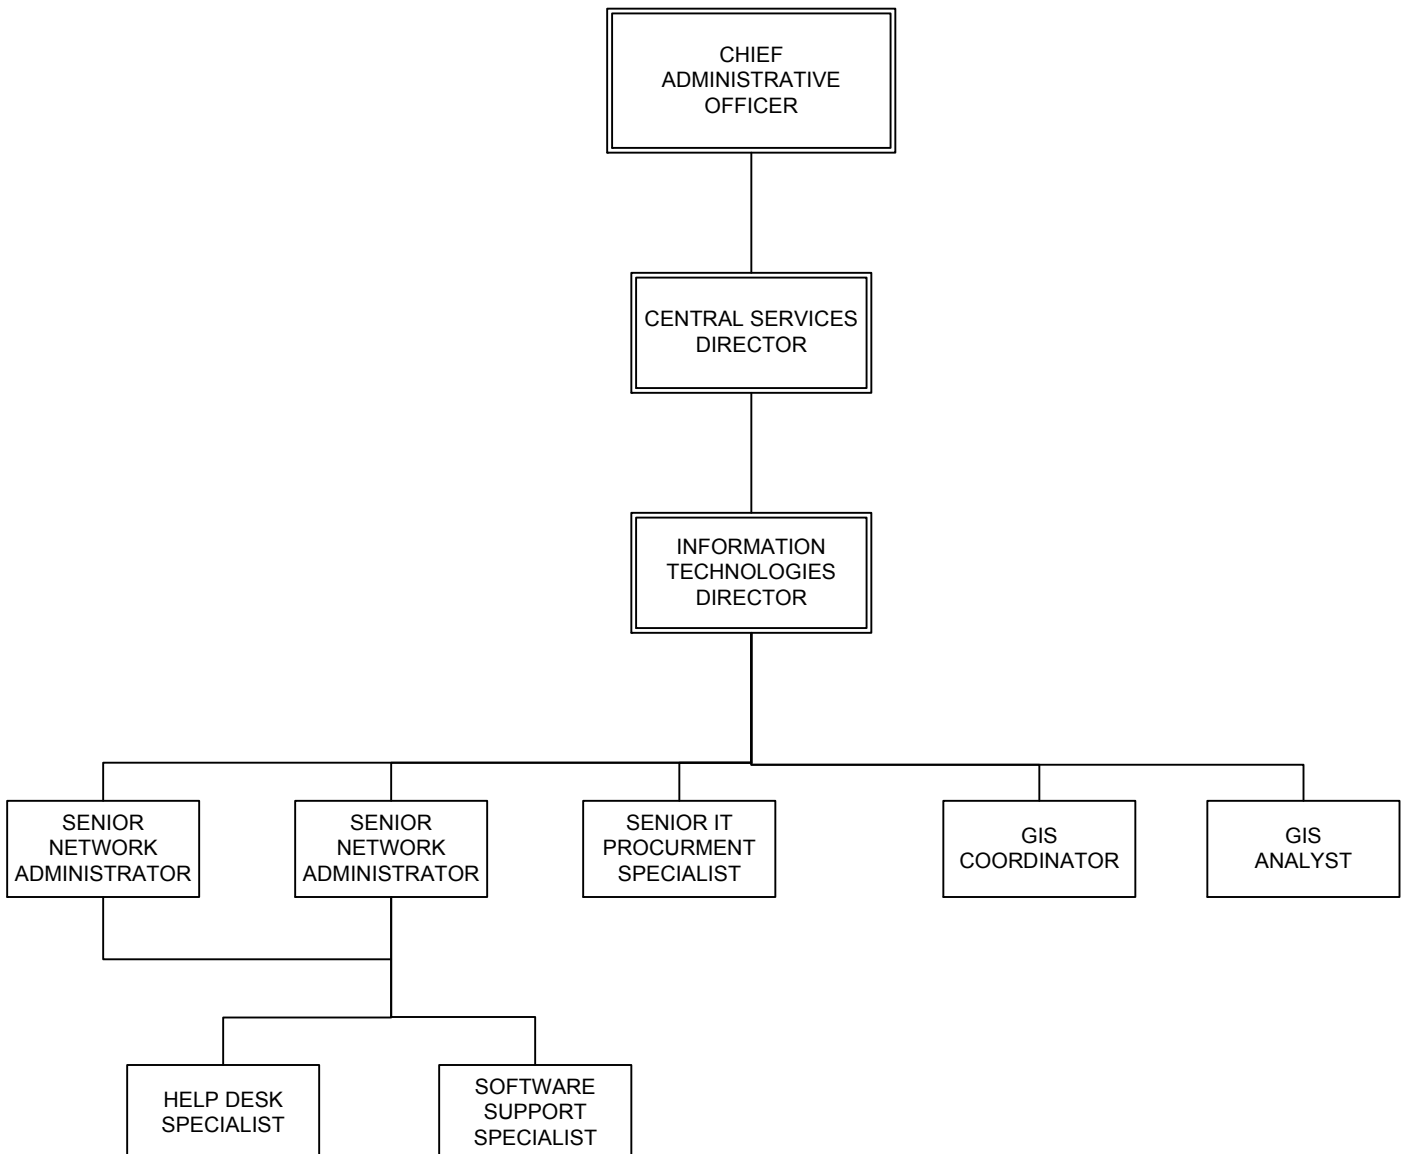 CHIEF
ADMINISTRATIVE
OFFICER
CENTRAL SERVICES
DIRECTOR
INFORMATION
TECHNOLOGIES
DIRECTOR
SENIOR
NETWORK
ADMINISTRATOR
SENIOR
NETWORK
ADMINISTRATOR
SENIOR IT
PROCURMENT
SPECIALIST
GIS
COORDINATOR
GIS
ANALYST
HELP DESK
SPECIALIST
SOFTWARE
SUPPORT
SPECIALIST